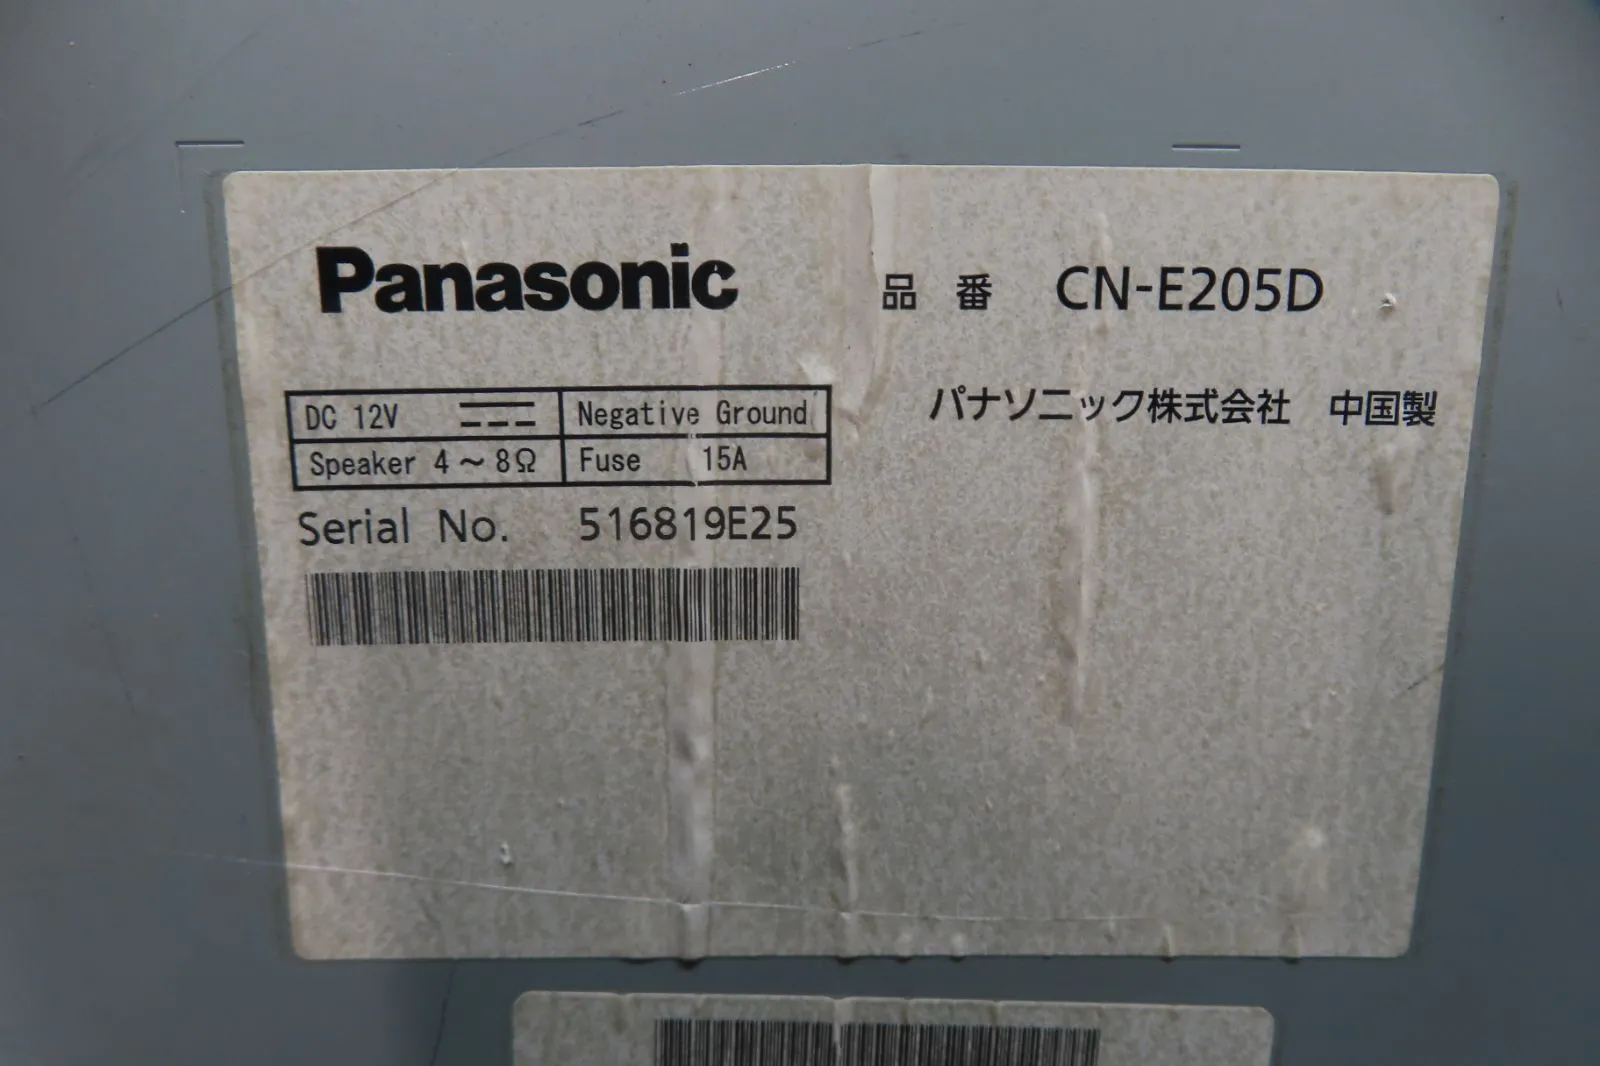 Panasonic 品番 CN-E205D
パナソニック株式会社 中国製
DC 12V Negative Ground
Speaker 4～8Ω Fuse 15A
Serial No. 516819E25